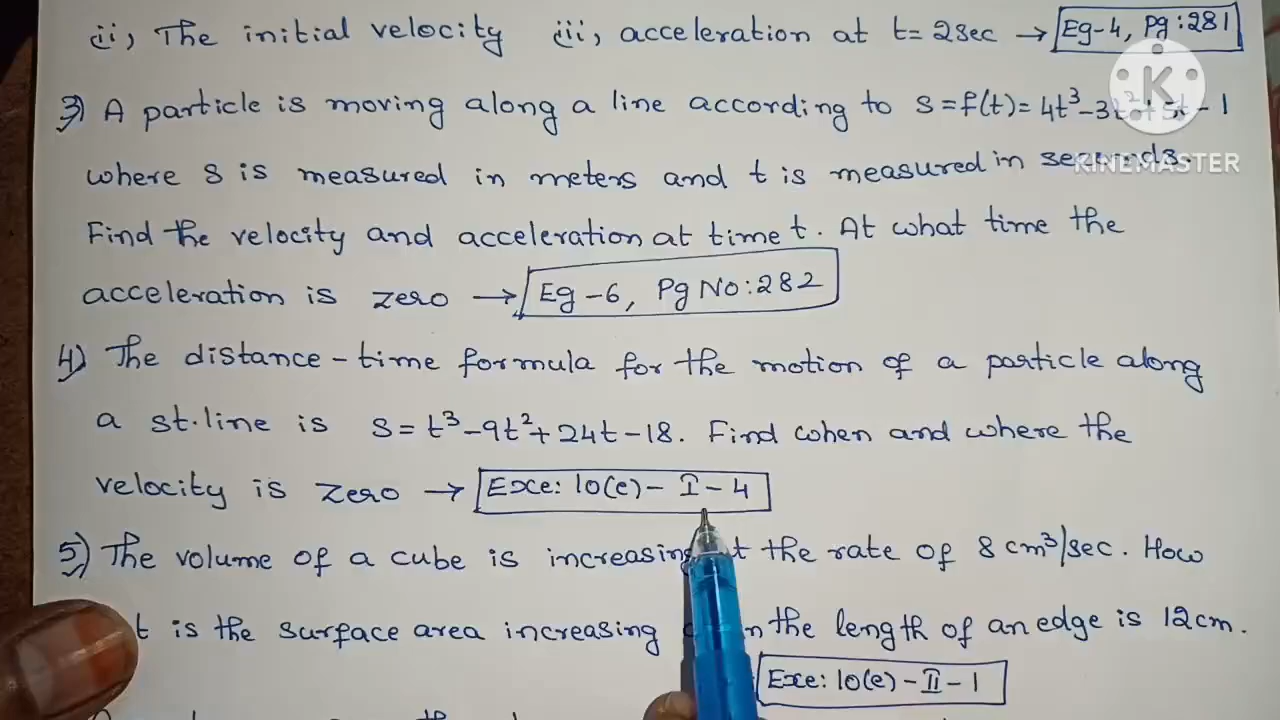 ii, The initial velocity iii, acceleration at t= 2sec → Eg-4, Pg:281
3) A particle is moving along a line according to s=f(t)= 4t³-3t²+5t-1
K
KINEMASTER
where s is measured in meters and t is measured in seconds.
Find the velocity and acceleration at time t. At what time the
acceleration is zero → Eg-6, Pg No:282
4) The distance-time formula for the motion of a particle along
a st.line is s= t³-9t²+24t-18. Find when and where the
velocity is zero → Exe: 10(e)-I-4
5) The volume of a cube is increasing at the rate of 8 cm³/sec. How
is the surface area increasing the length of an edge is 12cm.
Exe: 10(e)-II-1